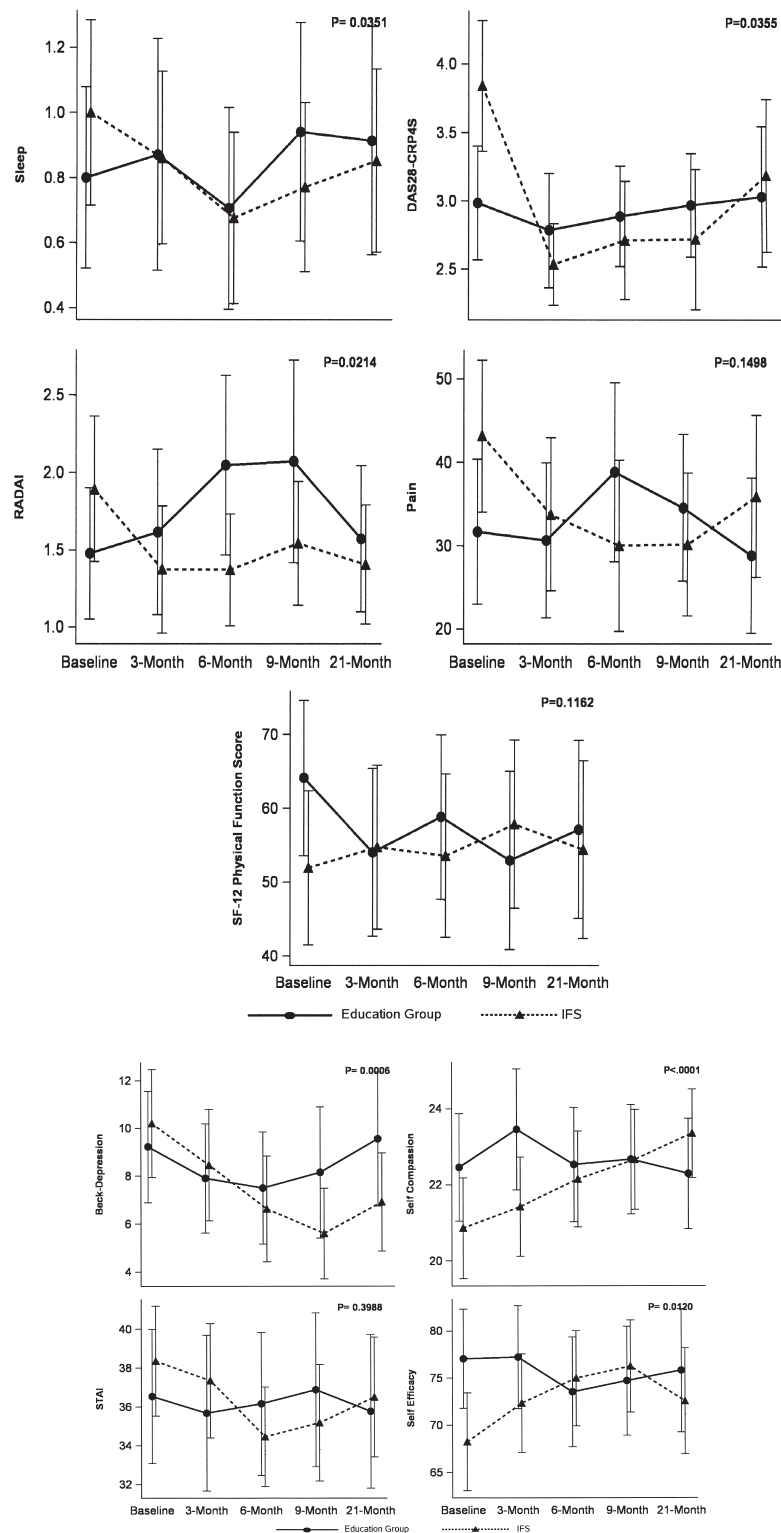 P= 0.0351
1.2
1.0
0.8
0.6
0.4
Sleep
P=0.0355
4.0
3.5
3.0
2.5
DAS28-CRP4S
P=0.0214
2.5
2.0
1.5
1.0
RADAI
Baseline 3-Month 6-Month 9-Month 21-Month
P=0.1498
50
40
30
20
Pain
Baseline 3-Month 6-Month 9-Month 21-Month
P=0.1162
70
60
50
40
SF-12 Physical Function Score
Baseline 3-Month 6-Month 9-Month 21-Month
Education Group IFS
P= 0.0006
12
10
8
6
4
Beck-Depression
P<.0001
24
22
20
Self Compassion
P= 0.3988
40
38
36
34
32
STAI
Baseline 3-Month 6-Month 9-Month 21-Month
P= 0.0120
80
75
70
65
Self Efficacy
Baseline 3-Month 6-Month 9-Month 21-Month
Education Group IFS